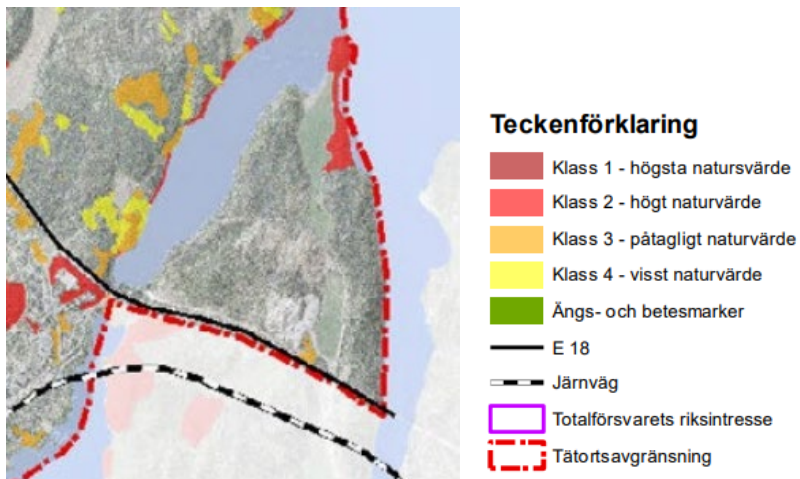 Teckenförklaring
Klass 1 - högsta natursvärde
Klass 2 - högt naturvärde
Klass 3 - påtagligt naturvärde
Klass 4 - visst naturvärde
Ängs- och betesmarker
E 18
Järnväg
Totalförsvarets riksintresse
Tätortsavgränsning